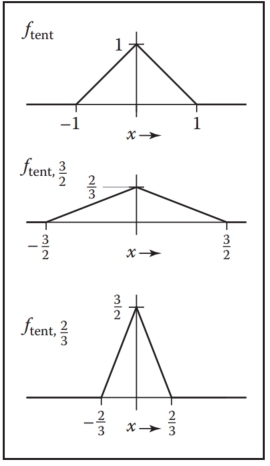 f_tent
1
−1 1
x →
f_tent, 3/2
2/3
−3/2 3/2
x →
3/2
f_tent, 2/3
−2/3 x → 2/3